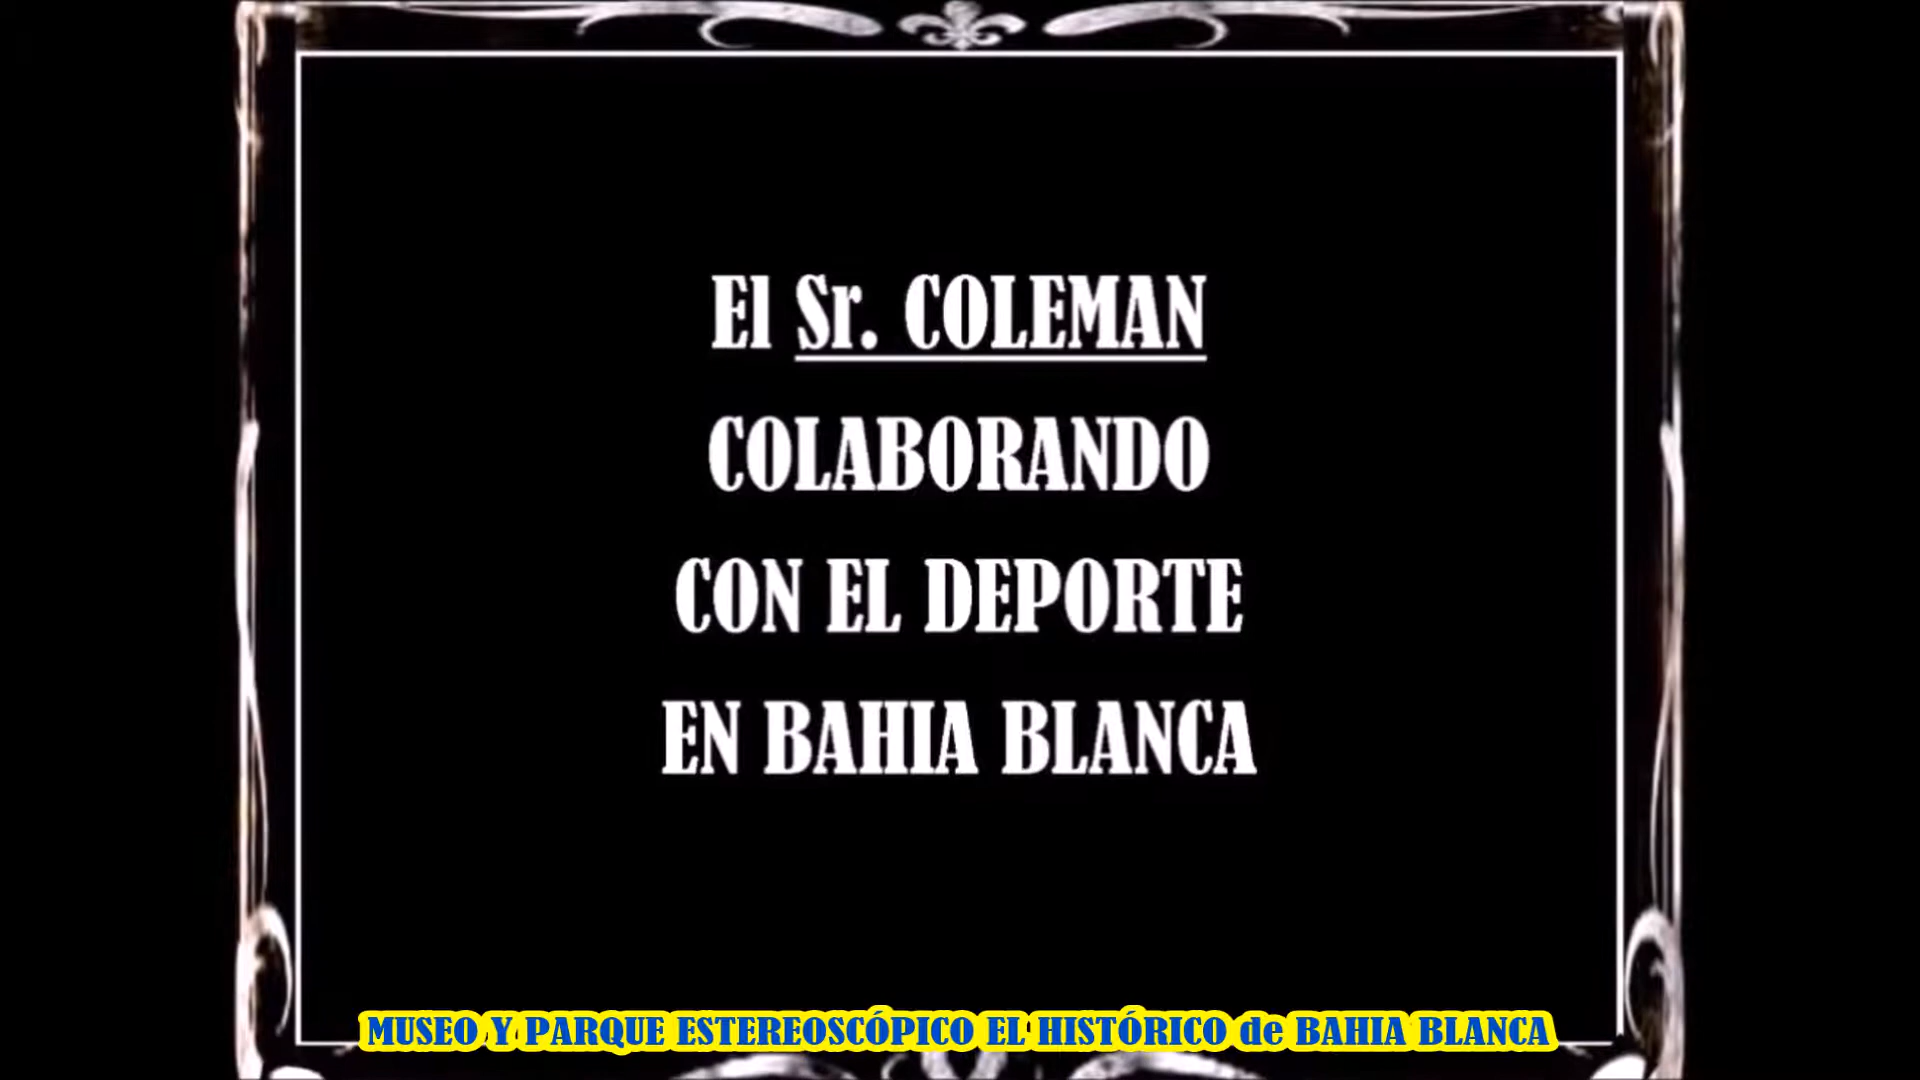 El Sr. COLEMAN
COLABORANDO
CON EL DEPORTE
EN BAHIA BLANCA
MUSEO Y PARQUE ESTEREOSCÓPICO EL HISTÓRICO de BAHIA BLANCA